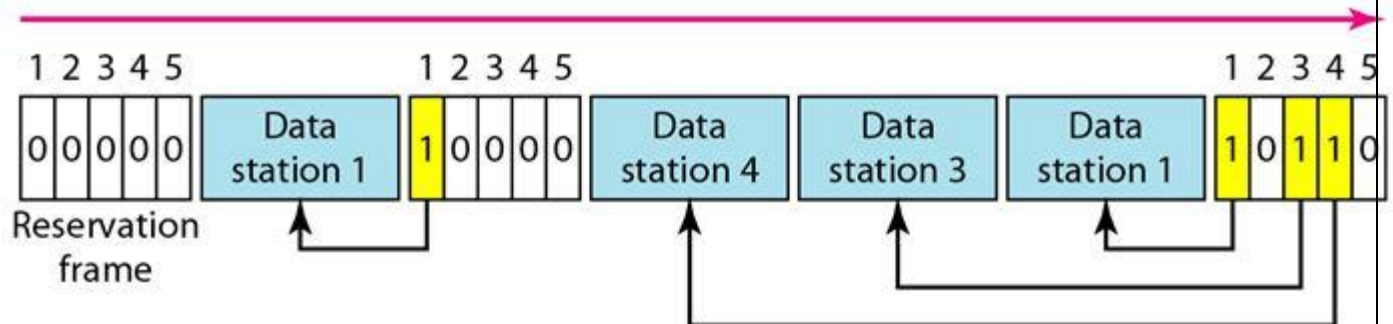 1 2 3 4 5 1 2 3 4 5 1 2 3 4 5
0 0 0 0 0 Data station 1 1 0 0 0 0 Data station 4 Data station 3 Data station 1 1 0 1 1 0
Reservation
frame